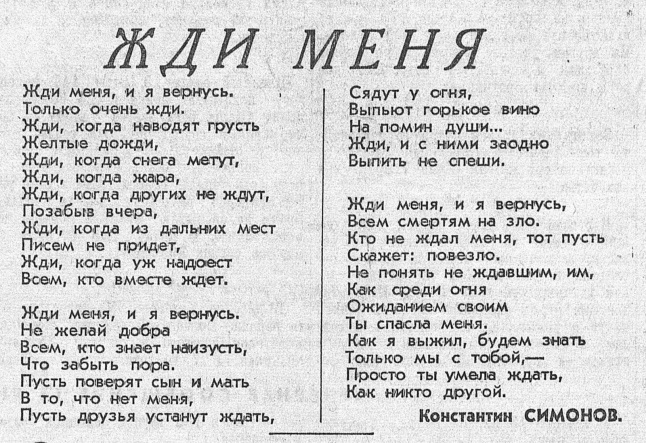 ЖДИ МЕНЯ
Жди меня, и я вернусь.
Только очень жди.
Жди, когда наводят грусть
Желтые дожди,
Жди, когда снега метут,
Жди, когда жара,
Жди, когда других не ждут,
Позабыв вчера,
Жди, когда из дальних мест
Писем не придет,
Жди, когда уж надоест
Всем, кто вместе ждет.
Жди меня, и я вернусь.
Не желай добра
Всем, кто знает наизусть,
Что забыть пора.
Пусть поверят сын и мать
В то, что нет меня,
Пусть друзья устанут ждать,
Сядут у огня,
Выпьют горькое вино
На помин души...
Жди, и с ними заодно
Выпить не спеши.
Жди меня, и я вернусь,
Всем смертям на зло.
Кто не ждал меня, тот пусть
Скажет: повезло.
Не понять не ждавшим, им,
Как среди огня
Ожиданием своим
Ты спасла меня.
Как я выжил, будем знать
Только мы с тобой,—
Просто ты умела ждать,
Как никто другой.
Константин СИМОНОВ.